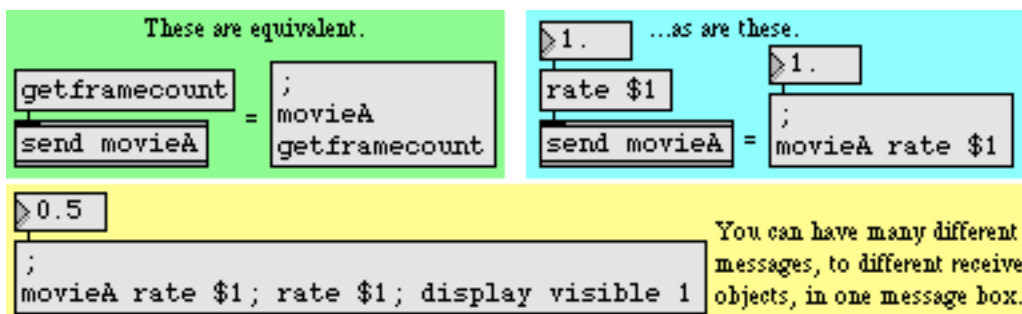 These are equivalent.
getframecount
send movieA
=
;
movieA
getframecount
...as are these.
1.
rate $1
send movieA
=
1.
;
movieA rate $1
0.5
;
movieA rate $1; rate $1; display visible 1
You can have many different
messages, to different receive
objects, in one message box.